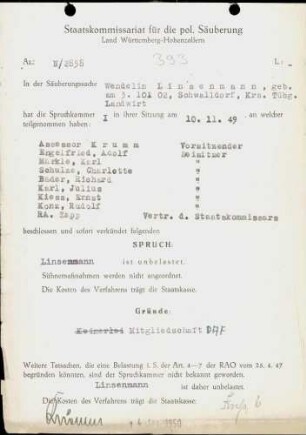 Staatskommissariat für die pol. Säuberung
Land Württemberg-Hohenzollern
Az: N/2838 393 L:
In der Säuberungssache Wendelin Linsenmann, geb.
am 5.101 02, Schwalldorf, Krs. Tübg.
Landwirt
hat die Spruchkammer I in ihrer Sitzung am 10.11.49, an welcher
teilgenommen haben:
Assessor Krumm Vorsitzender
Engelfried, Adolf Beisitzer
Märkle, Karl "
Schulze, Charlotte "
Bader, Richard "
Karl, Julius "
Kiess, Ernst "
Konz, Rudolf "
RA. Zapp Vertr. d. Staatskommissars
beschlossen und sofort verkündet folgenden
SPRUCH:
Linsenmann ist unbelastet.
Sühnemaßnahmen werden nicht angeordnet.
Die Kosten des Verfahrens trägt die Staatskasse.
Gründe:
Keinerlei Mitgliedschaft DAF
Weitere Tatsachen, die eine Belastung i. S. der Art. 4-7 der RAO vom 26. 4. 47
begründen könnten, sind der Spruchkammer nicht bekannt geworden.
Linsenmann ist daher unbelastet.
Die Kosten des Verfahrens trägt die Staatskasse.
1950